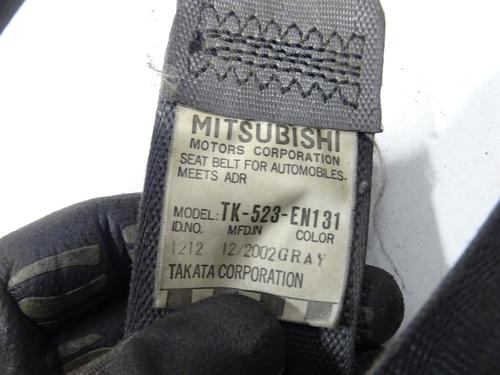 MITSUBISHI
MOTORS CORPORATION
SEAT BELT FOR AUTOMOBILES.
MEETS ADR
MODEL: TK-523-EN131
ID.NO. MFD.IN COLOR
1212 12/2002 GRAY
TAKATA CORPORATION